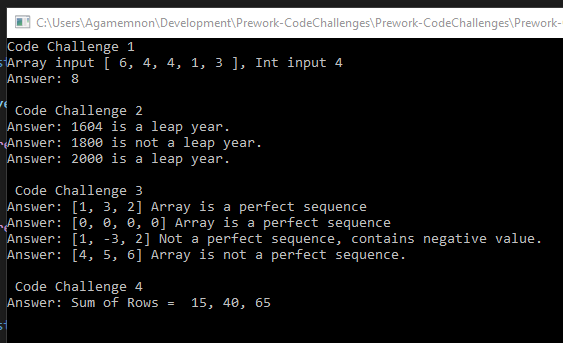 C:\Users\Agamemnon\Development\Prework-CodeChallenges\Prework-CodeChallenges\Prework-
Code Challenge 1
Array input [ 6, 4, 4, 1, 3 ], Int input 4
Answer: 8
Code Challenge 2
Answer: 1604 is a leap year.
Answer: 1800 is not a leap year.
Answer: 2000 is a leap year.
Code Challenge 3
Answer: [1, 3, 2] Array is a perfect sequence
Answer: [0, 0, 0, 0] Array is a perfect sequence
Answer: [1, -3, 2] Not a perfect sequence, contains negative value.
Answer: [4, 5, 6] Array is not a perfect sequence.
Code Challenge 4
Answer: Sum of Rows =  15, 40, 65